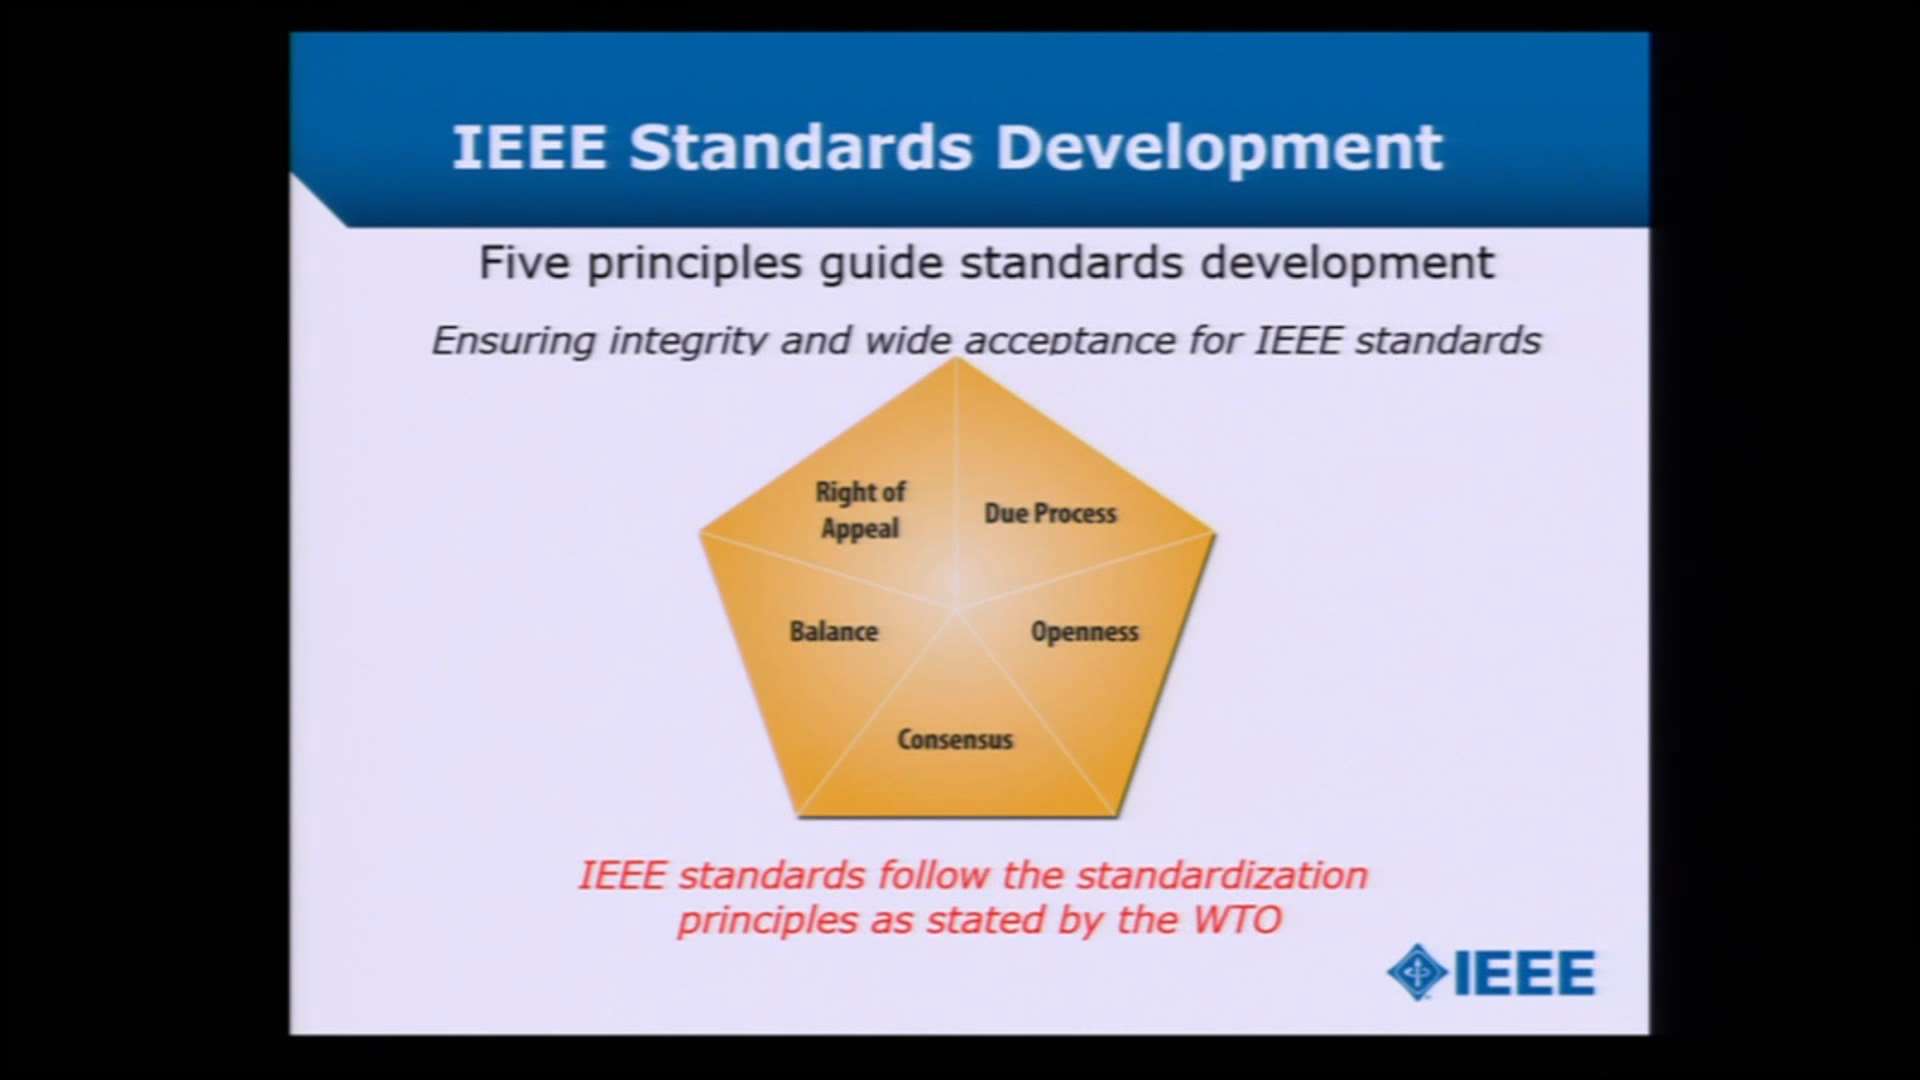 IEEE Standards Development
Five principles guide standards development
Ensuring integrity and wide acceptance for IEEE standards
Right of
Appeal
Due Process
Balance
Openness
Consensus
IEEE standards follow the standardization
principles as stated by the WTO
IEEE